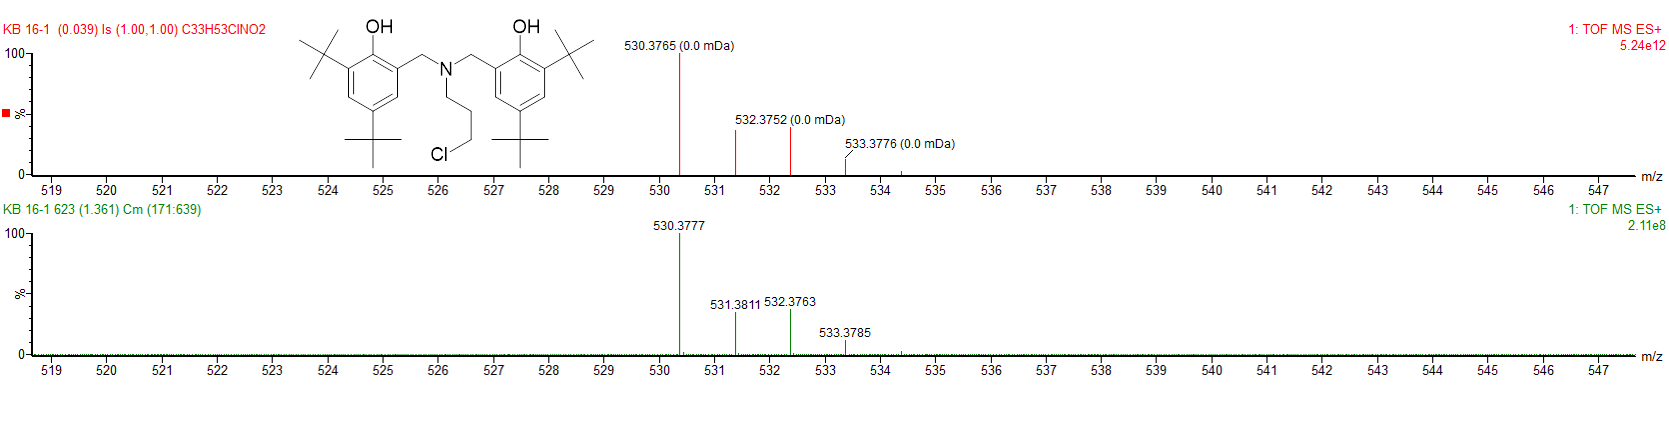 KB 16-1 (0.039) Is (1.00,1.00) C33H53ClNO2
1: TOF MS ES+
5.24e12
OH
OH
N
Cl
530.3765 (0.0 mDa)
532.3752 (0.0 mDa)
533.3776 (0.0 mDa)
100
%
0
519 520 521 522 523 524 525 526 527 528 529 530 531 532 533 534 535 536 537 538 539 540 541 542 543 544 545 546 547
m/z
KB 16-1 623 (1.361) Cm (171:639)
1: TOF MS ES+
2.11e8
530.3777
531.3811 532.3763
533.3785
100
%
0
519 520 521 522 523 524 525 526 527 528 529 530 531 532 533 534 535 536 537 538 539 540 541 542 543 544 545 546 547
m/z